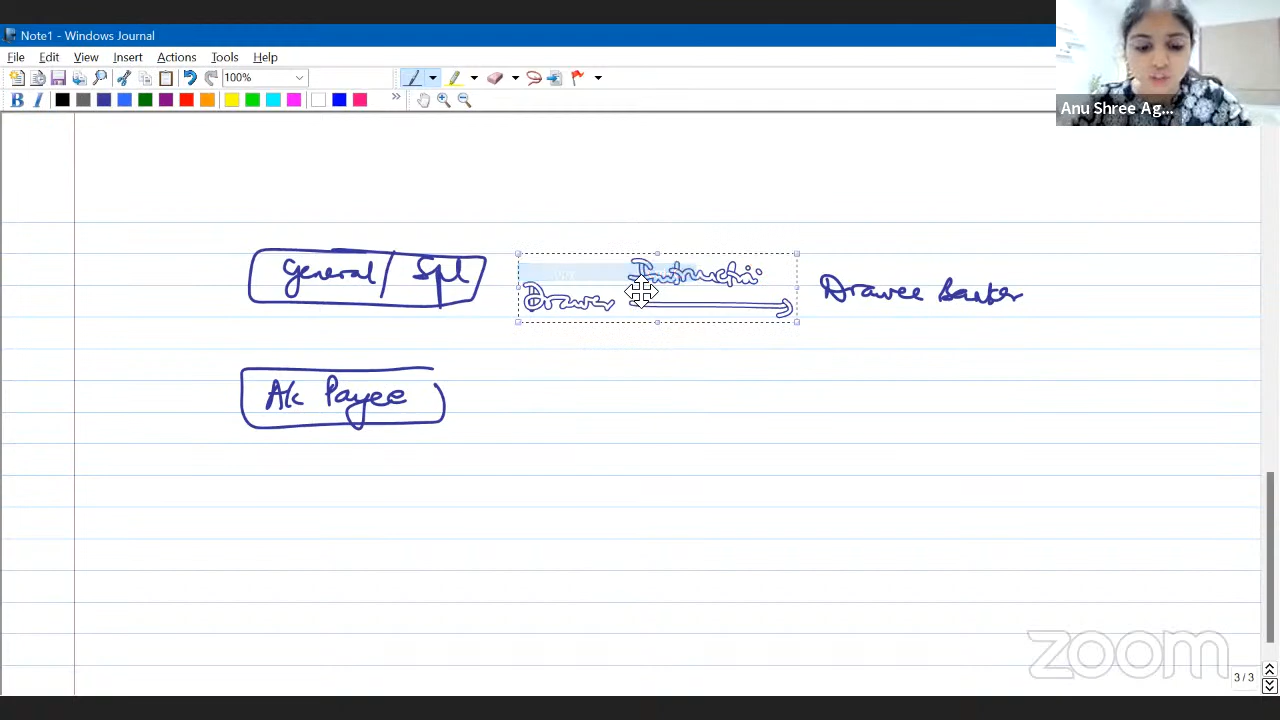 Note1 - Windows Journal
File Edit View Insert Actions Tools Help
100%
B I
Anu Shree Ag...
General / Spl
Instructi
Drawer
Drawee Banker
A/c Payee
zoom
3 / 3